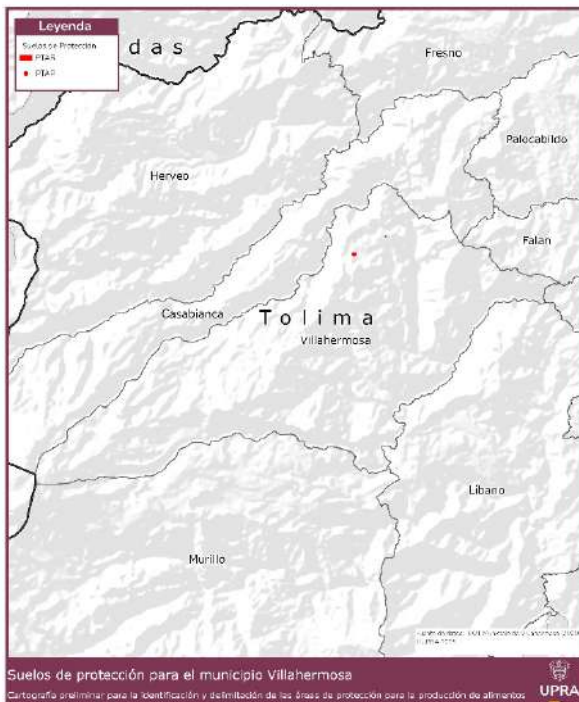 Leyenda
Suelos de Protección
PTAR
PTAP
das
Fresno
Palocabildo
Herveo
Falan
Casabianca
Tolima
Villahermosa
Libano
Murillo
Suelos de protección para el municipio Villahermosa
Cartografía preliminar para la identificación y delimitación de las áreas de protección para la producción de alimentos
UPRA